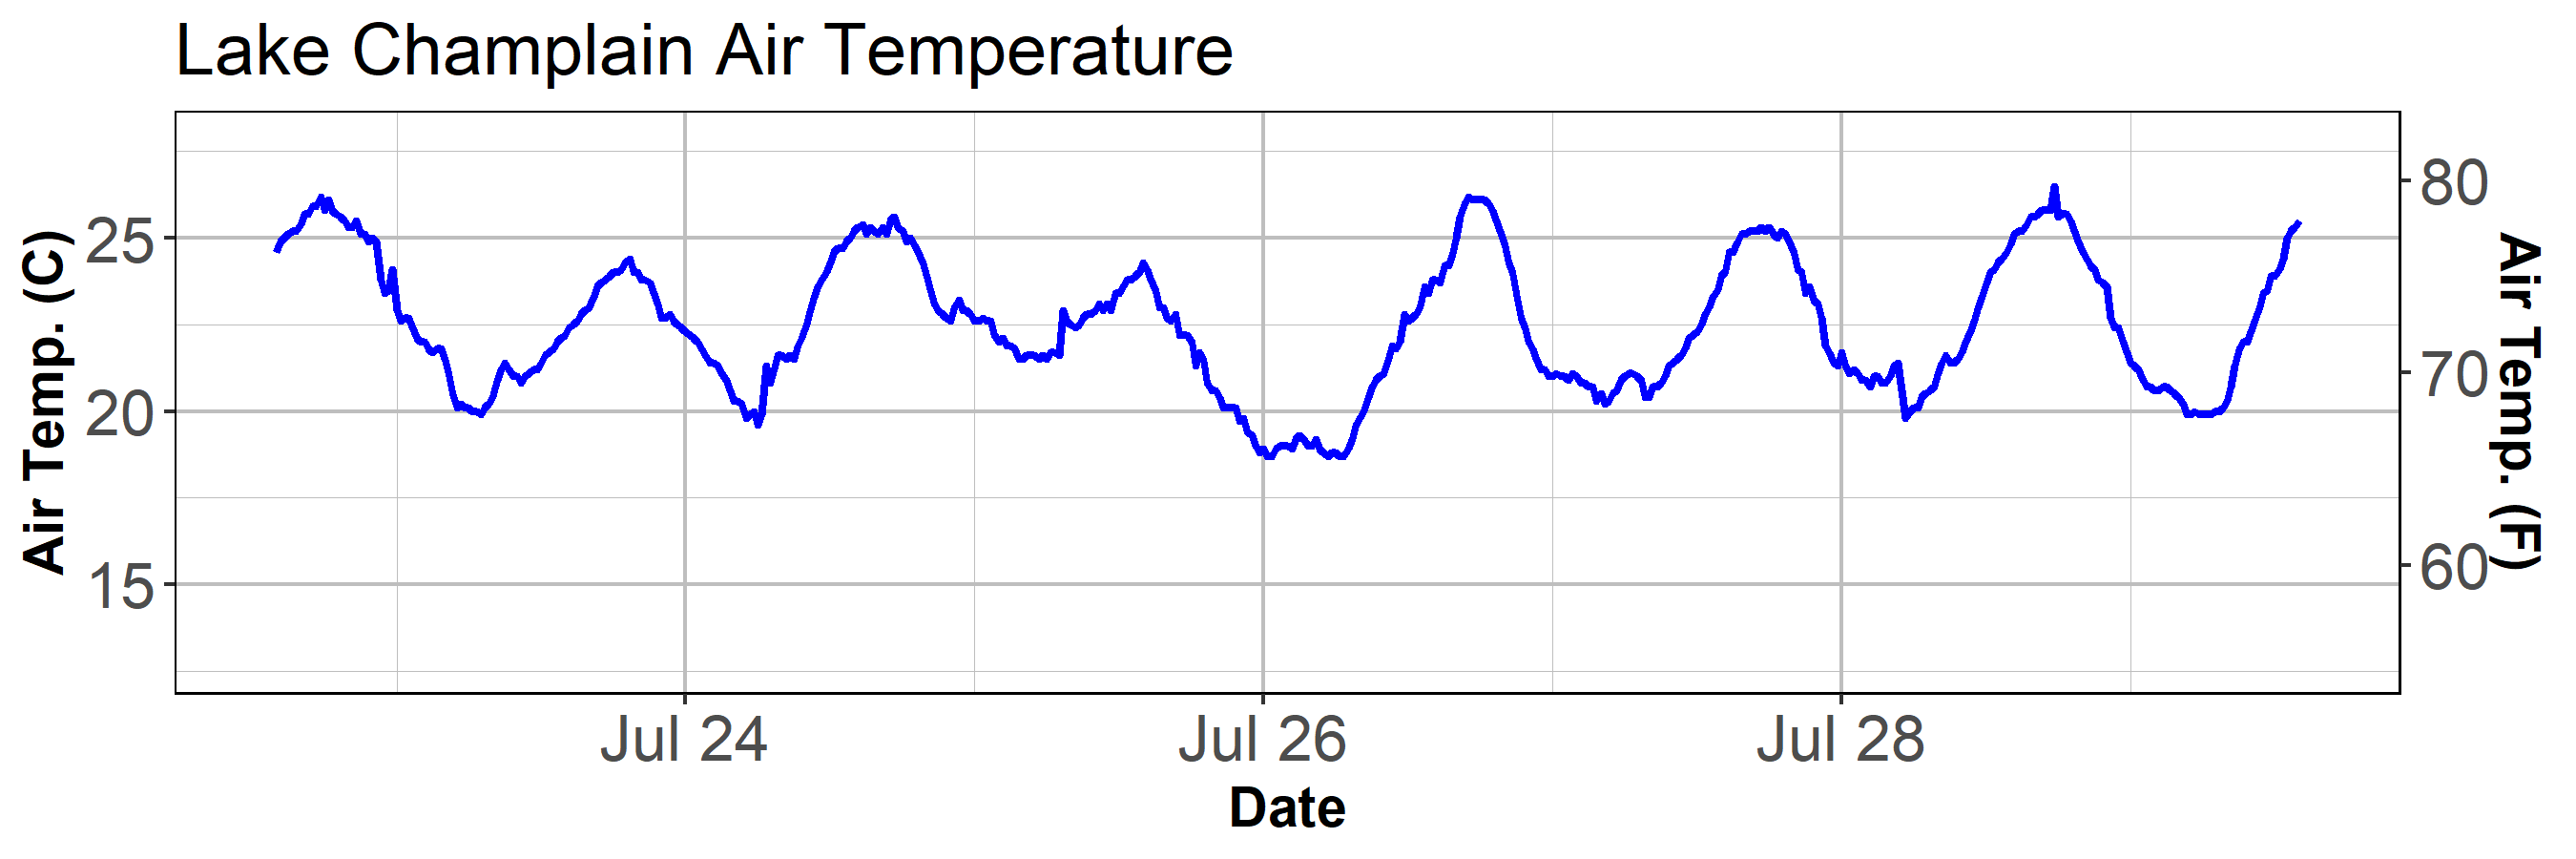 Lake Champlain Air Temperature
Air Temp. (C)
25
20
15
80
70
60
Air Temp. (F)
Jul 24 Jul 26 Jul 28
Date